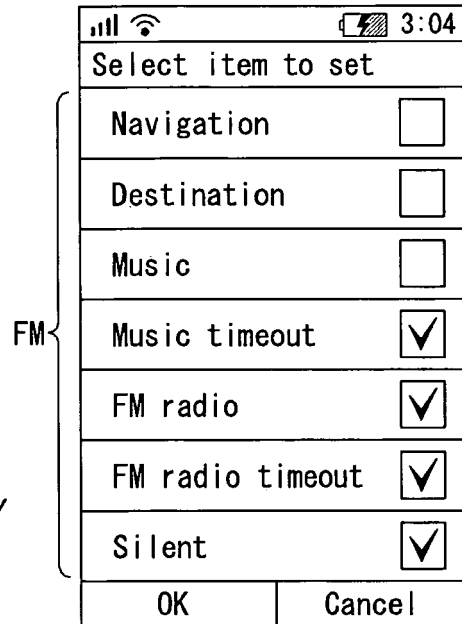 3:04
Select item to set
Navigation
Destination
Music
FM
Music timeout
FM radio
FM radio timeout
Silent
OK Cancel